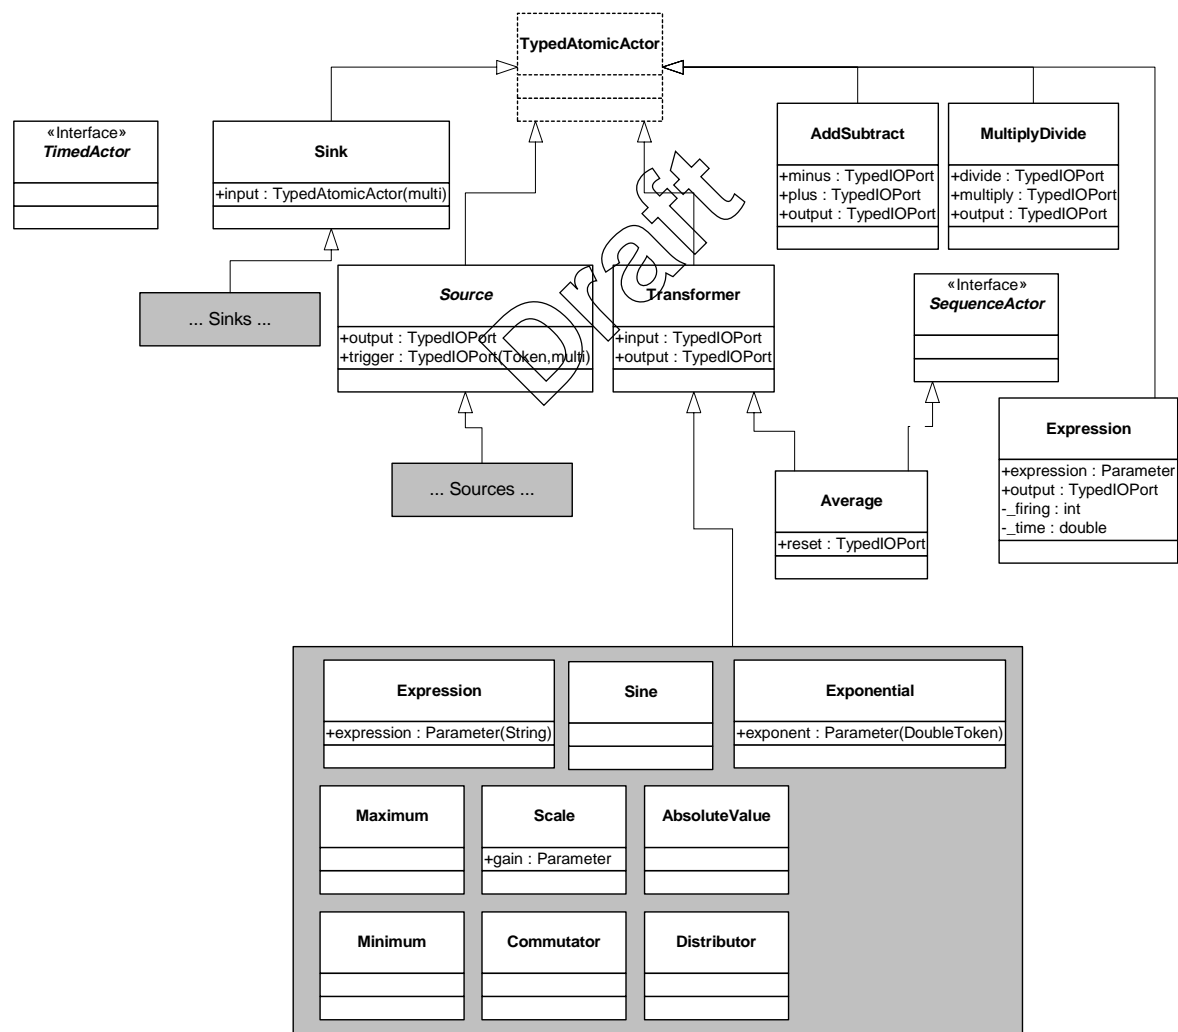 TypedAtomicActor
«Interface»
TimedActor
Sink
+input : TypedAtomicActor(multi)
AddSubtract
+minus : TypedIOPort
+plus : TypedIOPort
+output : TypedIOPort
MultiplyDivide
+divide : TypedIOPort
+multiply : TypedIOPort
+output : TypedIOPort
Draft
... Sinks ...
Source
+output : TypedIOPort
+trigger : TypedIOPort(Token,multi)
Transformer
+input : TypedIOPort
+output : TypedIOPort
«Interface»
SequenceActor
... Sources ...
Average
+reset : TypedIOPort
Expression
+expression : Parameter
+output : TypedIOPort
-_firing : int
-_time : double
Expression
+expression : Parameter(String)
Sine
Exponential
+exponent : Parameter(DoubleToken)
Maximum
Scale
+gain : Parameter
AbsoluteValue
Minimum
Commutator
Distributor